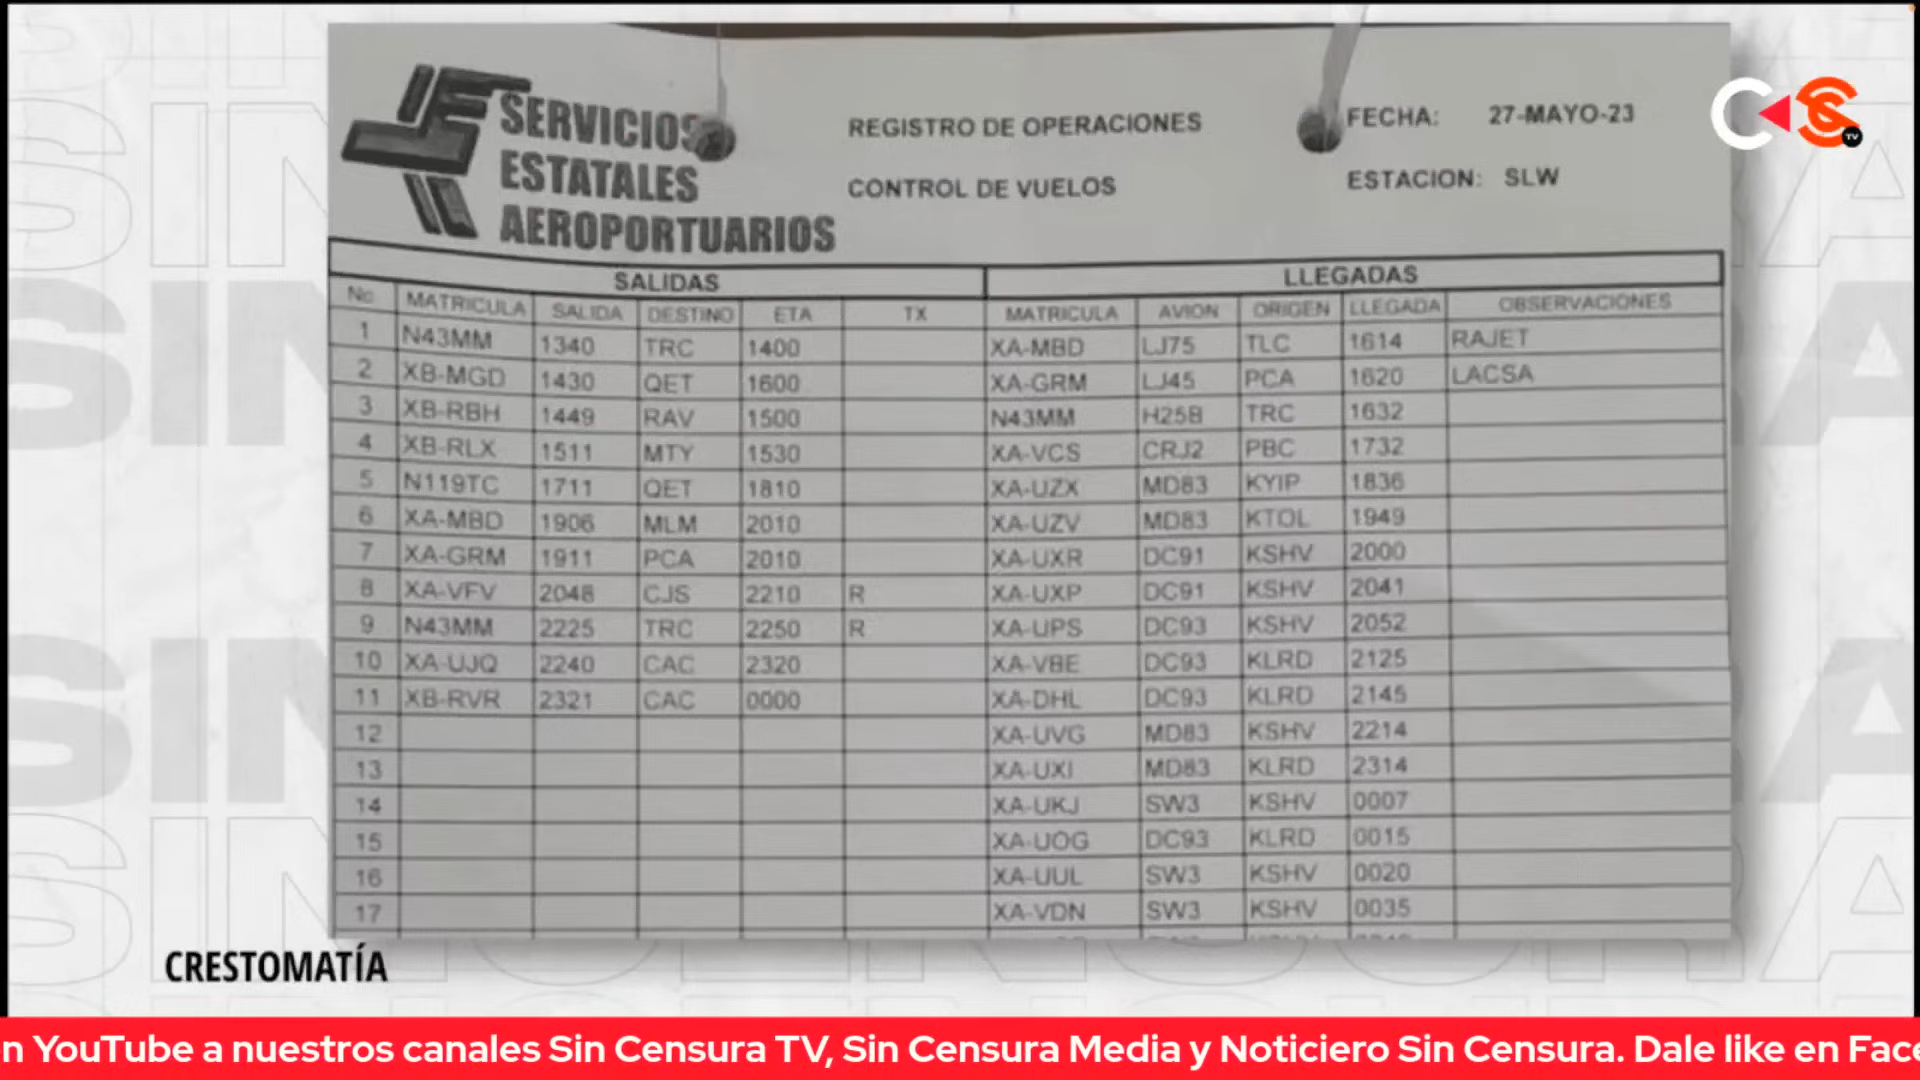 SERVICIOS
ESTATALES
AEROPORTUARIOS
REGISTRO DE OPERACIONES
CONTROL DE VUELOS
FECHA: 27-MAYO-23
ESTACION: SLW
SALIDAS LLEGADAS
No MATRICULA SALIDA DESTINO ETA TX MATRICULA AVION ORIGEN LLEGADA OBSERVACIONES
1 N43MM 1340 TRC 1400 XA-MBD LJ75 TLC 1614 RAJET
2 XB-MGD 1430 QET 1600 XA-GRM LJ45 PCA 1620 LACSA
3 XB-RBH 1449 RAV 1500 N43MM H25B TRC 1632
4 XB-RLX 1511 MTY 1530 XA-VCS CRJ2 PBC 1732
5 N119TC 1711 QET 1810 XA-UZX MD83 KYIP 1836
6 XA-MBD 1906 MLM 2010 XA-UZV MD83 KTOL 1949
7 XA-GRM 1911 PCA 2010 XA-UXR DC91 KSHV 2000
8 XA-VFV 2048 CJS 2210 R XA-UXP DC91 KSHV 2041
9 N43MM 2225 TRC 2250 R XA-UPS DC93 KSHV 2052
10 XA-UJQ 2240 CAC 2320 XA-VBE DC93 KLRD 2125
11 XB-RVR 2321 CAC 0000 XA-DHL DC93 KLRD 2145
12 XA-UVG MD83 KSHV 2214
13 XA-UXI MD83 KLRD 2314
14 XA-UKJ SW3 KSHV 0007
15 XA-UOG DC93 KLRD 0015
16 XA-UUL SW3 KSHV 0020
17 XA-VDN SW3 KSHV 0035
CRESTOMATÍA
n YouTube a nuestros canales Sin Censura TV, Sin Censura Media y Noticiero Sin Censura. Dale like en Face